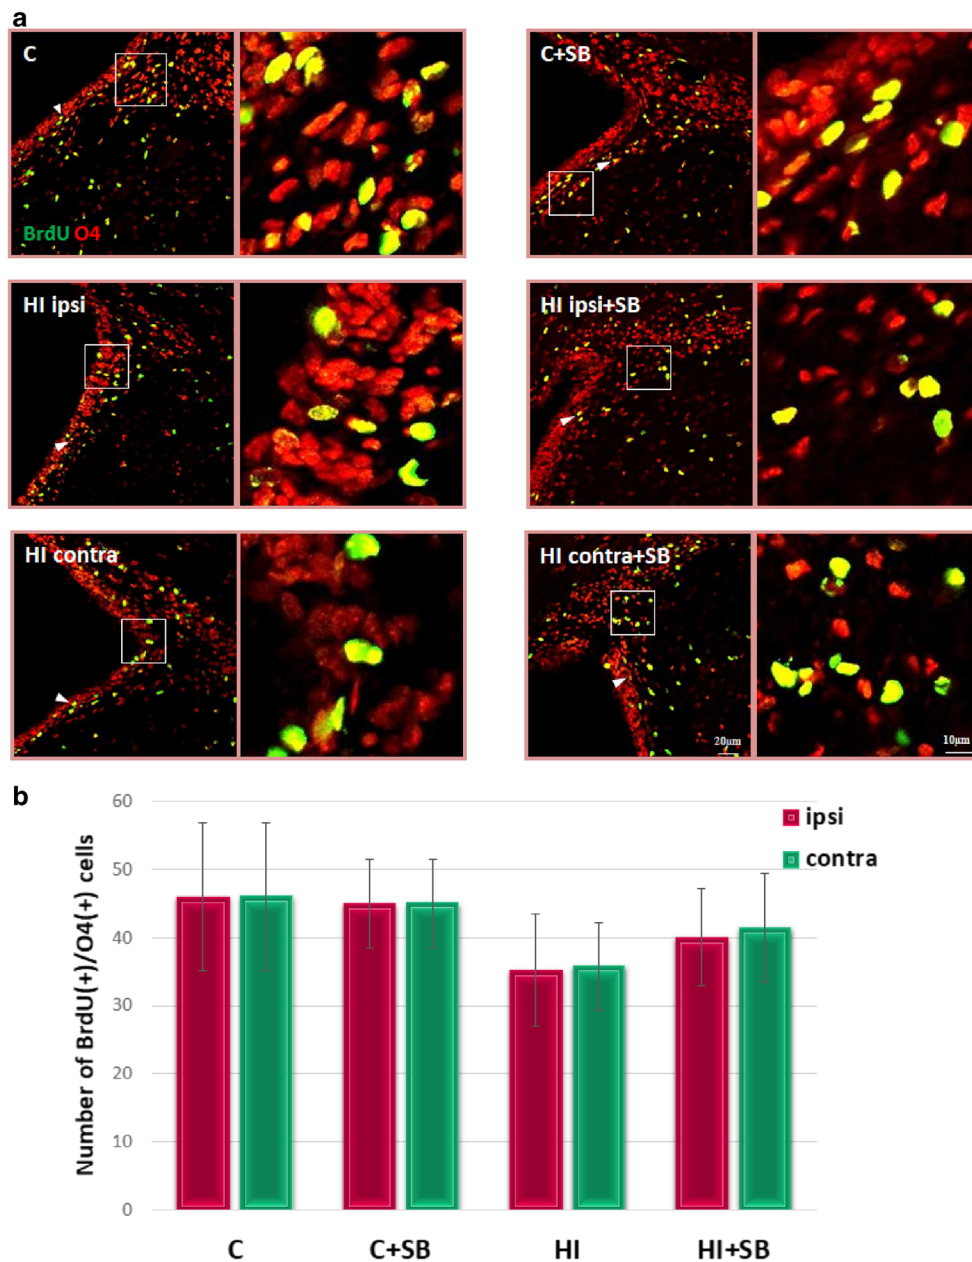 a
C
C+SB
BrdU O4
HI ipsi
HI ipsi+SB
HI contra
HI contra+SB
20μm
10μm
b
60
50
40
30
20
10
0
Number of BrdU(+)/O4(+) cells
ipsi
contra
C
C+SB
HI
HI+SB